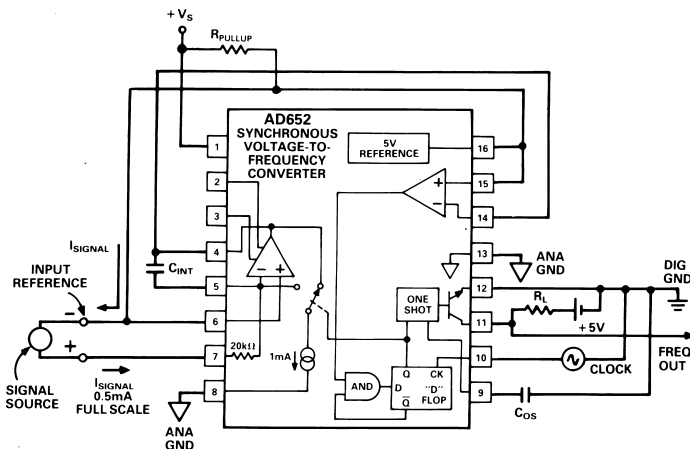 + VS
RPULLUP
AD652
SYNCHRONOUS
VOLTAGE-TO-
FREQUENCY
CONVERTER
5V
REFERENCE
1
2
3
4
5
6
7
8
16
15
14
13
12
11
10
9
+
−
− +
ISIGNAL
INPUT
REFERENCE
CINT
−
+
SIGNAL
SOURCE
ISIGNAL
0.5mA
FULL SCALE
20kΩ
1mA
ANA
GND
ANA
GND
DIG
GND
ONE
SHOT
RL
+5V
FREQ
OUT
CLOCK
AND
Q CK
D "D"
Q̅ FLOP
COS